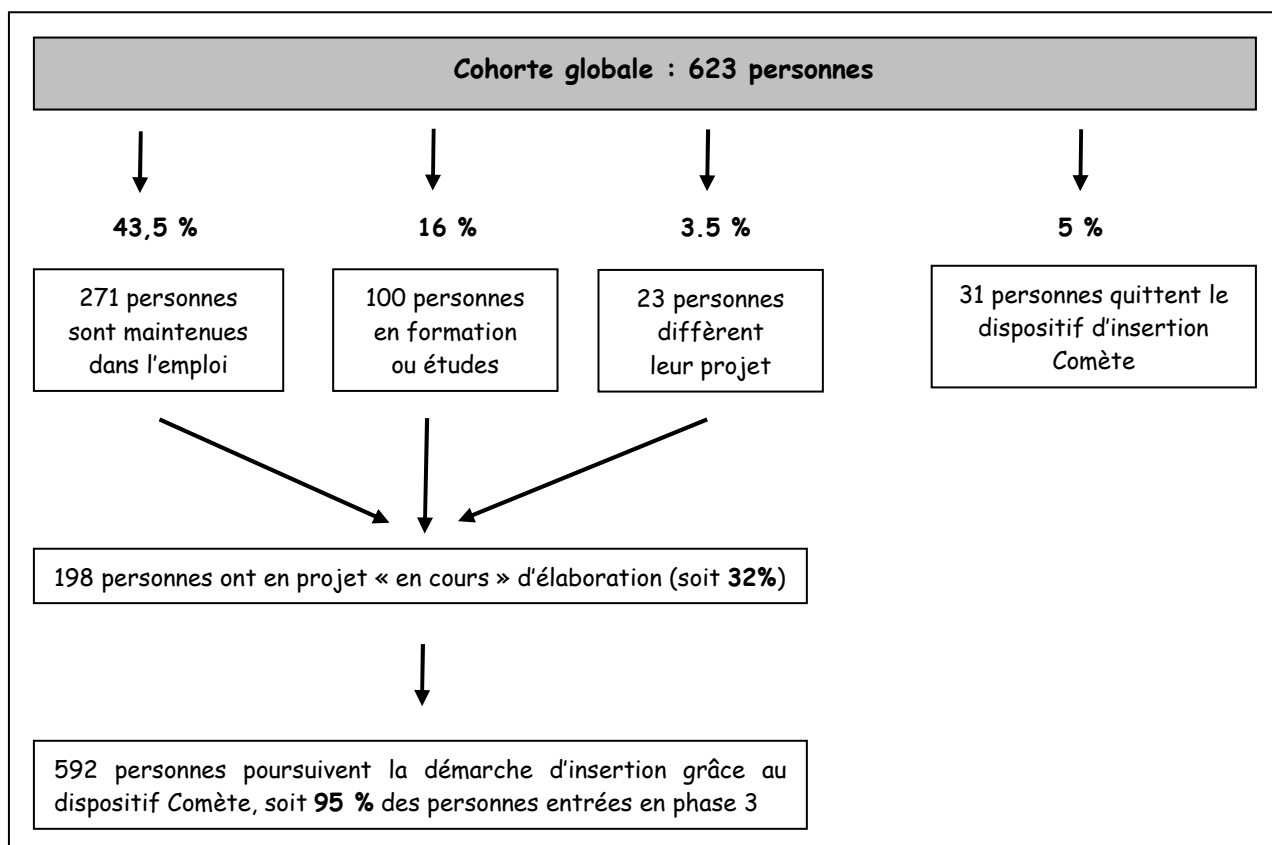 Cohorte globale : 623 personnes
43,5 %
16 %
3.5 %
5 %
271 personnes
sont maintenues
dans l'emploi
100 personnes
en formation
ou études
23 personnes
diffèrent
leur projet
31 personnes quittent le
dispositif d'insertion
Comète
198 personnes ont en projet « en cours » d'élaboration (soit 32%)
592 personnes poursuivent la démarche d'insertion grâce au
dispositif Comète, soit 95 % des personnes entrées en phase 3